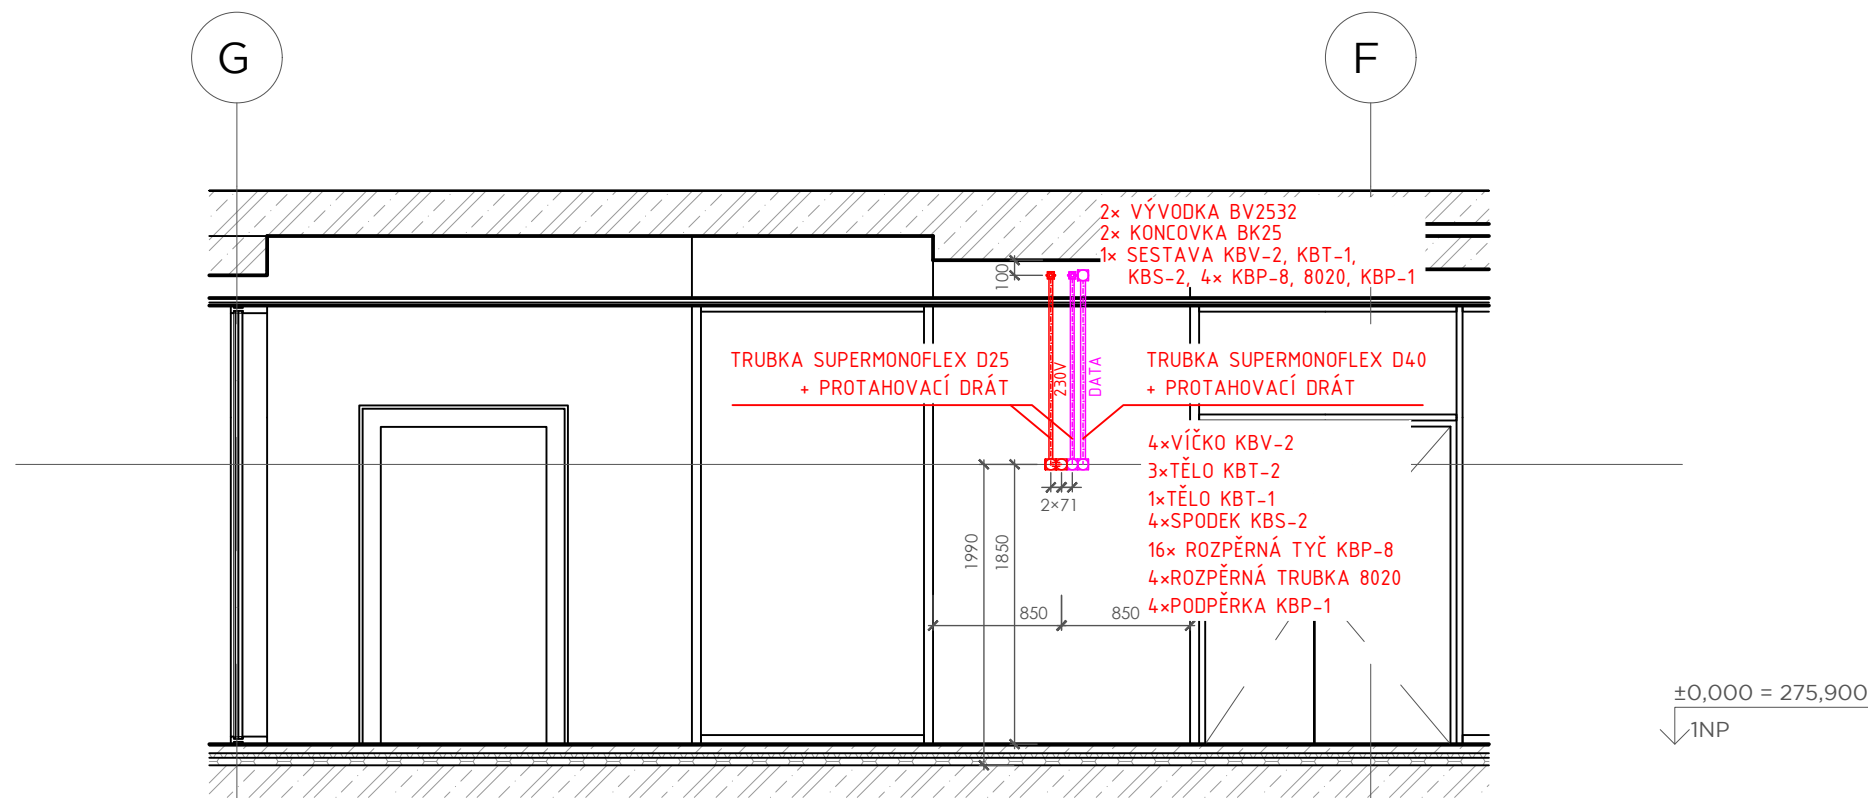 G
F
2× VÝVODKA BV2532
2× KONCOVKA BK25
1× SESTAVA KBV-2, KBT-1,
KBS-2, 4× KBP-8, 8020, KBP-1
100
TRUBKA SUPERMONOFLEX D25
+ PROTAHOVACÍ DRÁT
230V
DATA
TRUBKA SUPERMONOFLEX D40
+ PROTAHOVACÍ DRÁT
4×VÍČKO KBV-2
3×TĚLO KBT-2
1×TĚLO KBT-1
4×SPODEK KBS-2
16× ROZPĚRNÁ TYČ KBP-8
4×ROZPĚRNÁ TRUBKA 8020
4×PODPĚRKA KBP-1
2×71
1990
1850
850
850
±0,000 = 275,900
1NP